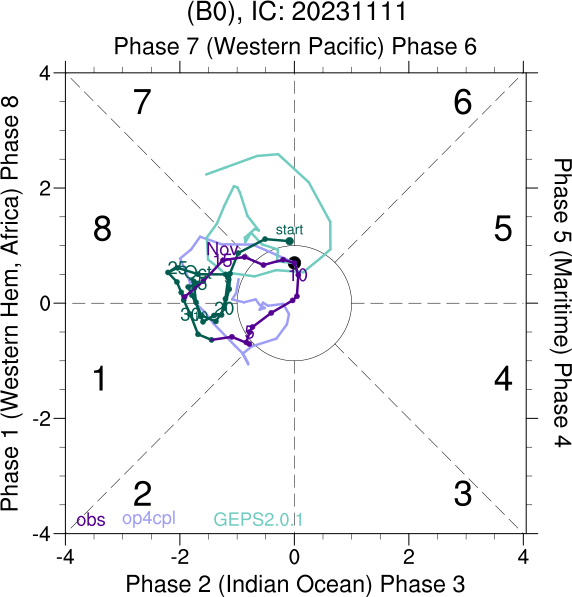 (B0), IC: 20231111
Phase 7 (Western Pacific) Phase 6
4
7
6
Phase 1 (Western Hem, Africa) Phase 8
2
8
5
Phase 5 (Maritime) Phase 4
start
Nov
15
25
Oct
10
0
20
30
5
1
4
-2
2
3
obs
op4cpl
GEPS2.0.1
-4
-4
-2
0
2
4
Phase 2 (Indian Ocean) Phase 3